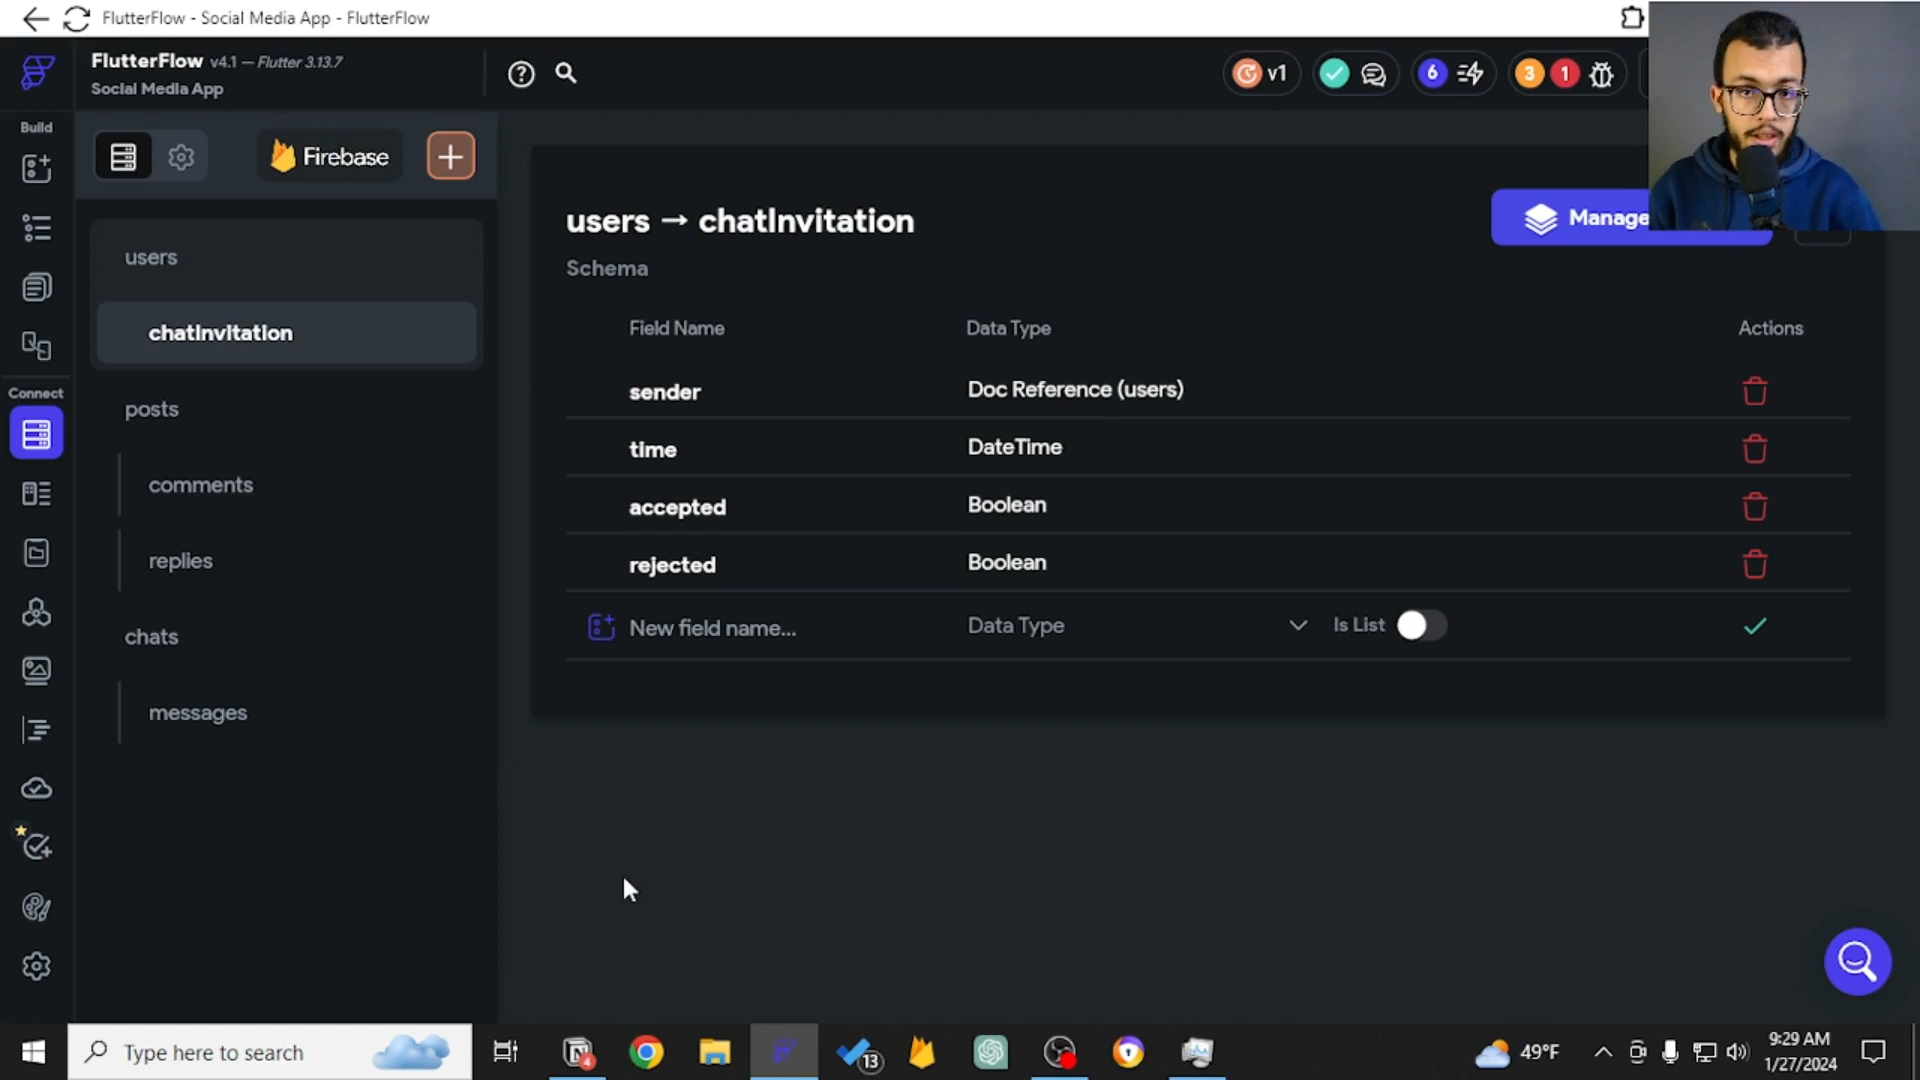 FlutterFlow - Social Media App - FlutterFlow
FlutterFlow v4.1 — Flutter 3.13.7
Social Media App
v1
6
3
1
Build
Firebase
users
chatInvitation
posts
comments
replies
chats
messages
Connect
users → chatInvitation
Manage
Schema
Field Name
Data Type
Actions
sender
Doc Reference (users)
time
DateTime
accepted
Boolean
rejected
Boolean
New field name...
Data Type
Is List
Type here to search
4
13
49°F
9:29 AM
1/27/2024